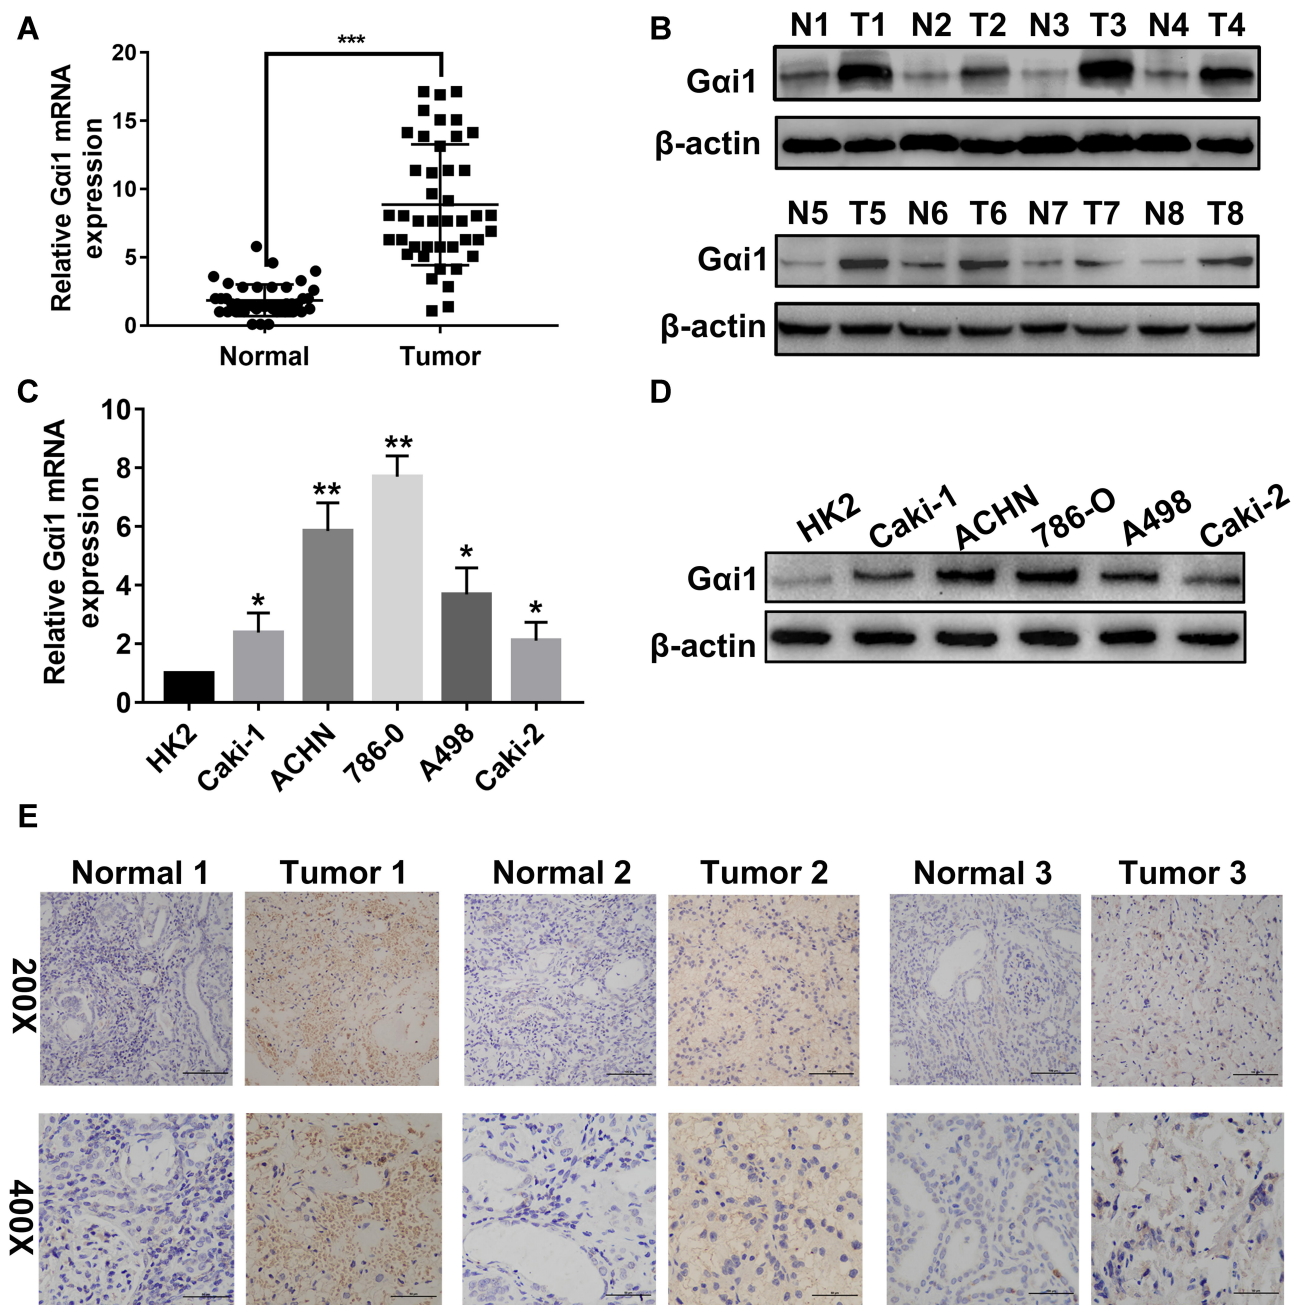 A
***
Relative Gαi1 mRNA
expression
20
15
10
5
0
Normal Tumor
B
N1 T1 N2 T2 N3 T3 N4 T4
Gαi1
β-actin
N5 T5 N6 T6 N7 T7 N8 T8
Gαi1
β-actin
C
Relative Gαi1 mRNA
expression
10
8
6
4
2
0
*
**
**
*
*
HK2 Caki-1 ACHN 786-0 A498 Caki-2
D
HK2 Caki-1 ACHN 786-O A498 Caki-2
Gαi1
β-actin
E
Normal 1 Tumor 1 Normal 2 Tumor 2 Normal 3 Tumor 3
200X
400X